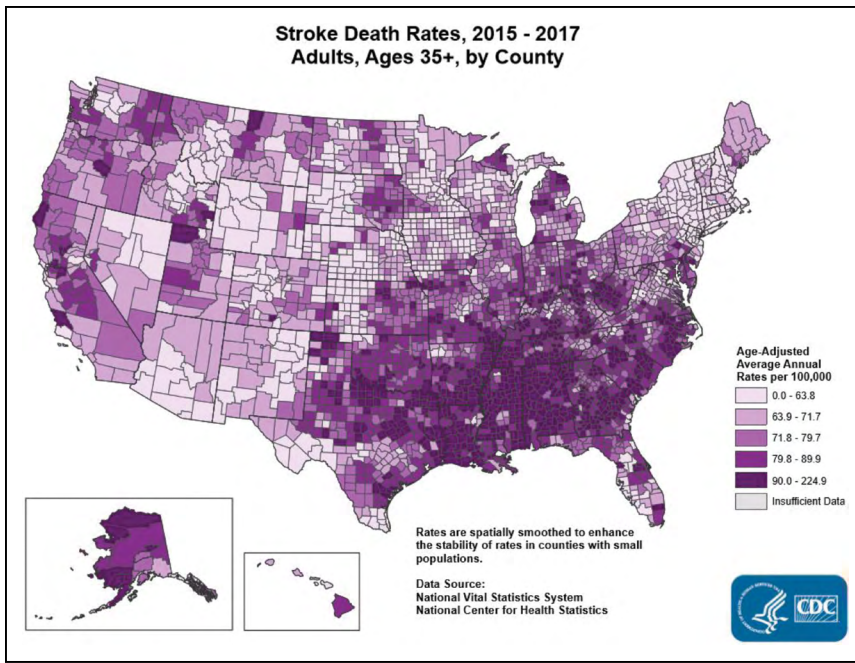 Stroke Death Rates, 2015 - 2017
Adults, Ages 35+, by County
Age-Adjusted
Average Annual
Rates per 100,000
0.0 - 63.8
63.9 - 71.7
71.8 - 79.7
79.8 - 89.9
90.0 - 224.9
Insufficient Data
Rates are spatially smoothed to enhance
the stability of rates in counties with small
populations.
Data Source:
National Vital Statistics System
National Center for Health Statistics
CDC